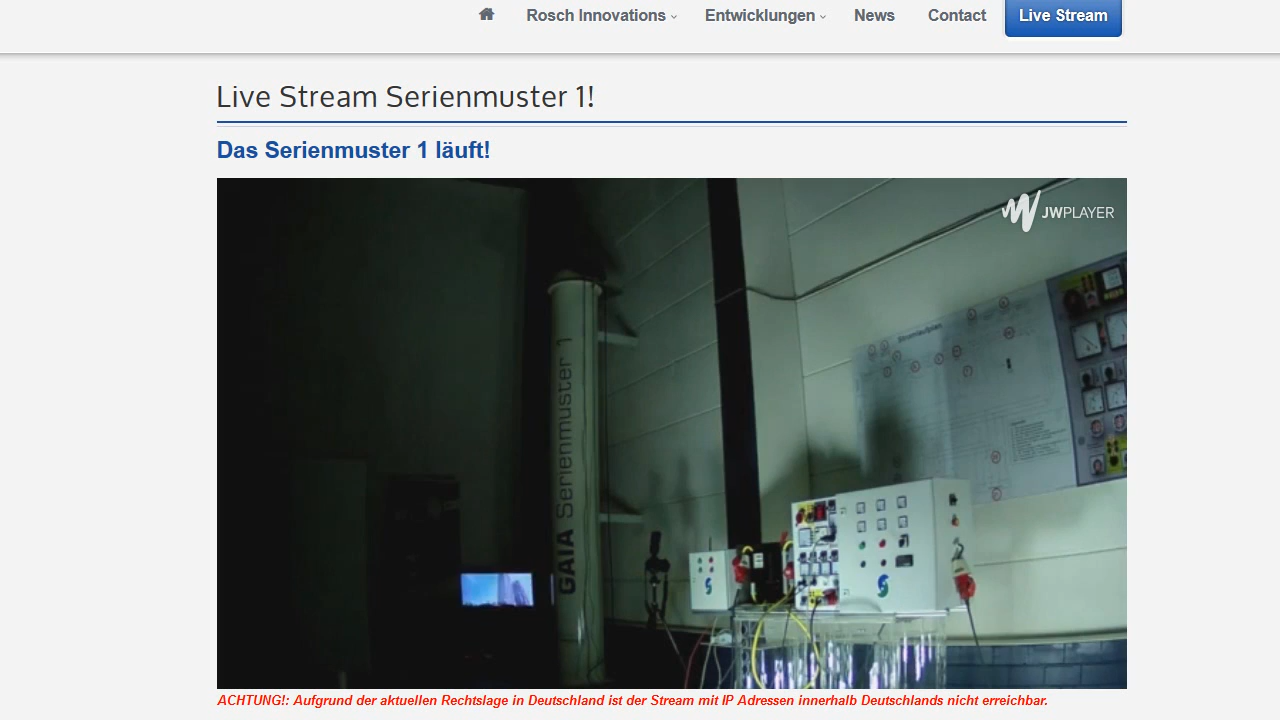 Rosch Innovations Entwicklungen News Contact Live Stream
Live Stream Serienmuster 1!
Das Serienmuster 1 läuft!
JWPLAYER
Stromlaufplan
GAIA Serienmuster 1
ACHTUNG!: Aufgrund der aktuellen Rechtslage in Deutschland ist der Stream mit IP Adressen innerhalb Deutschlands nicht erreichbar.